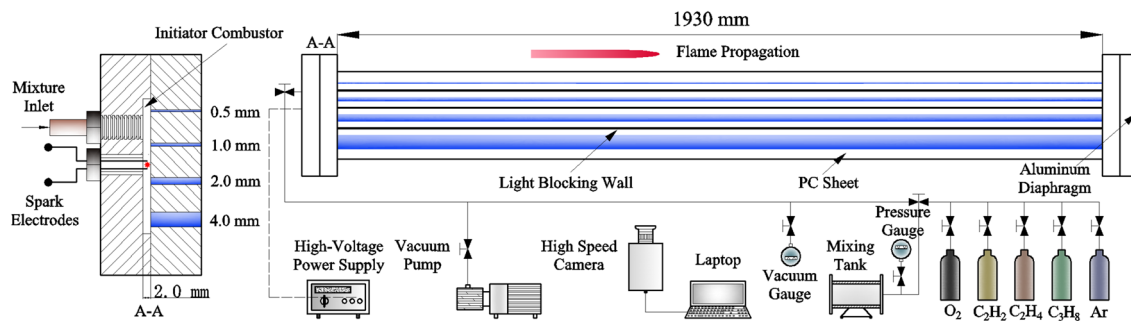 1930 mm
Initiator Combustor
A-A
Flame Propagation
Mixture
Inlet
0.5 mm
1.0 mm
2.0 mm
4.0 mm
Spark
Electrodes
Light Blocking Wall
PC Sheet
Aluminum
Diaphragm
2.0 mm
A-A
High-Voltage
Power Supply
Vacuum
Pump
High Speed
Camera
Laptop
Vacuum
Gauge
Mixing
Tank
Pressure
Gauge
O₂
C₂H₂
C₂H₄
C₃H₈
Ar